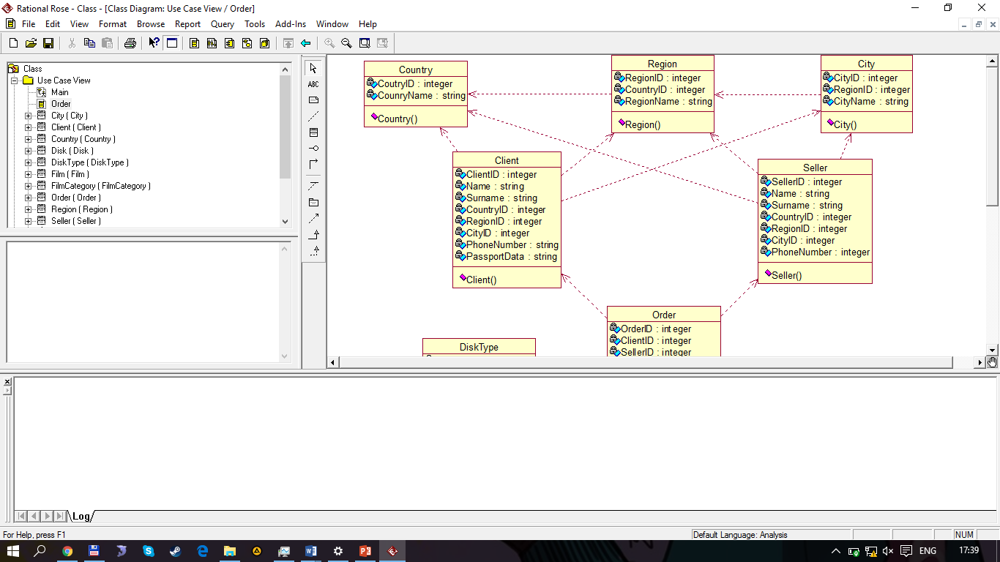 Rational Rose - Class - [Class Diagram: Use Case View / Order]
File Edit View Format Browse Report Query Tools Add-Ins Window Help
Class
Use Case View
Main
Order
City ( City )
Client ( Client )
Country ( Country )
Disk ( Disk )
DiskType ( DiskType )
Film ( Film )
FilmCategory ( FilmCategory )
Order ( Order )
Region ( Region )
Seller ( Seller )
ABC
Country
CoutryID : integer
CounryName : string
Country()
Region
RegionID : integer
CountryID : integer
RegionName : string
Region()
City
CityID : integer
RegionID : integer
CityName : string
City()
Client
ClientID : integer
Name : string
Surname : string
CountryID : integer
RegionID : integer
CityID : integer
PhoneNumber : string
PassportData : string
Client()
Seller
SellerID : integer
Name : string
Surname : string
CountryID : integer
RegionID : integer
CityID : integer
PhoneNumber : integer
Seller()
Order
OrderID : integer
ClientID : integer
SellerID : integer
DiskType
Log
For Help, press F1
Default Language: Analysis
NUM
ENG
17:39